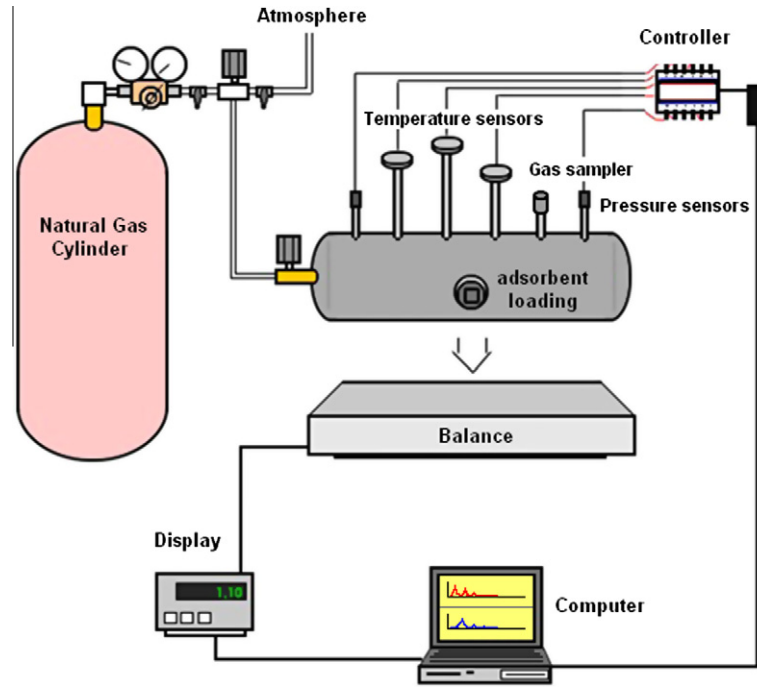 Atmosphere
Controller
Temperature sensors
Gas sampler
Pressure sensors
Natural Gas
Cylinder
adsorbent
loading
Balance
Display
1,10
Computer